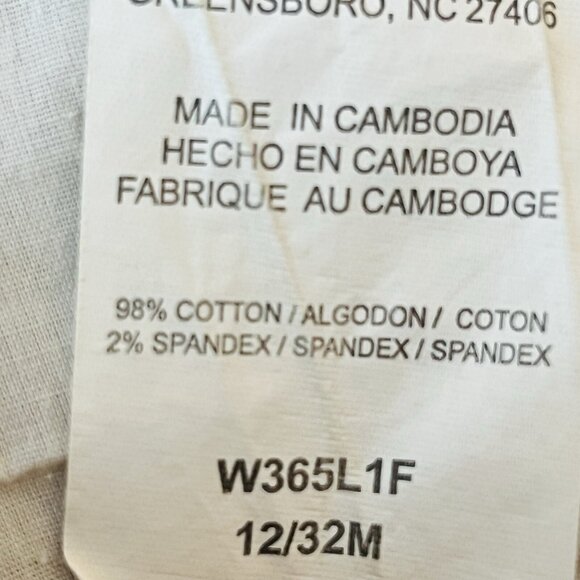 GREENSBORO, NC 27406
MADE IN CAMBODIA
HECHO EN CAMBOYA
FABRIQUE AU CAMBODGE
98% COTTON / ALGODON / COTON
2% SPANDEX / SPANDEX / SPANDEX
W365L1F
12/32M